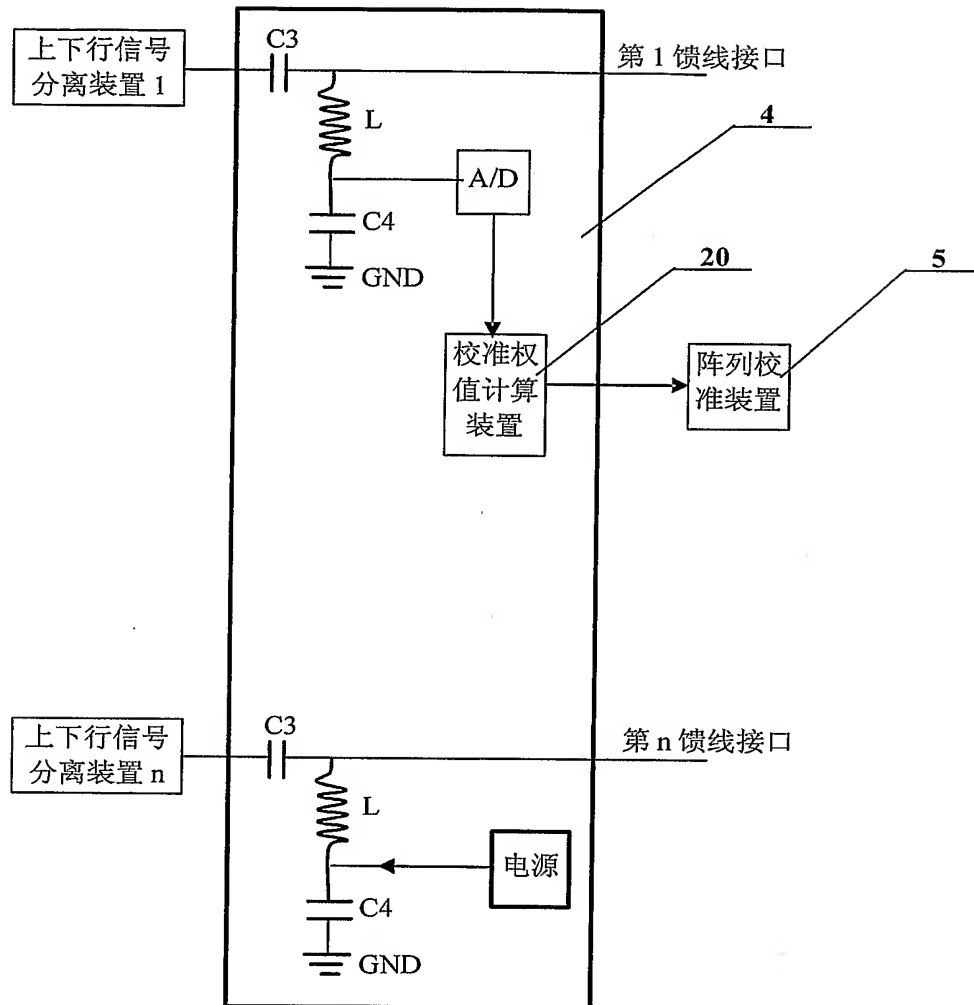 C3
上下行信号
分离装置 1
第 1 馈线接口
L
4
A/D
C4
GND
20
5
校准权
值计算
装置
阵列校
准装置
C3
上下行信号
分离装置 n
第 n 馈线接口
L
电源
C4
GND